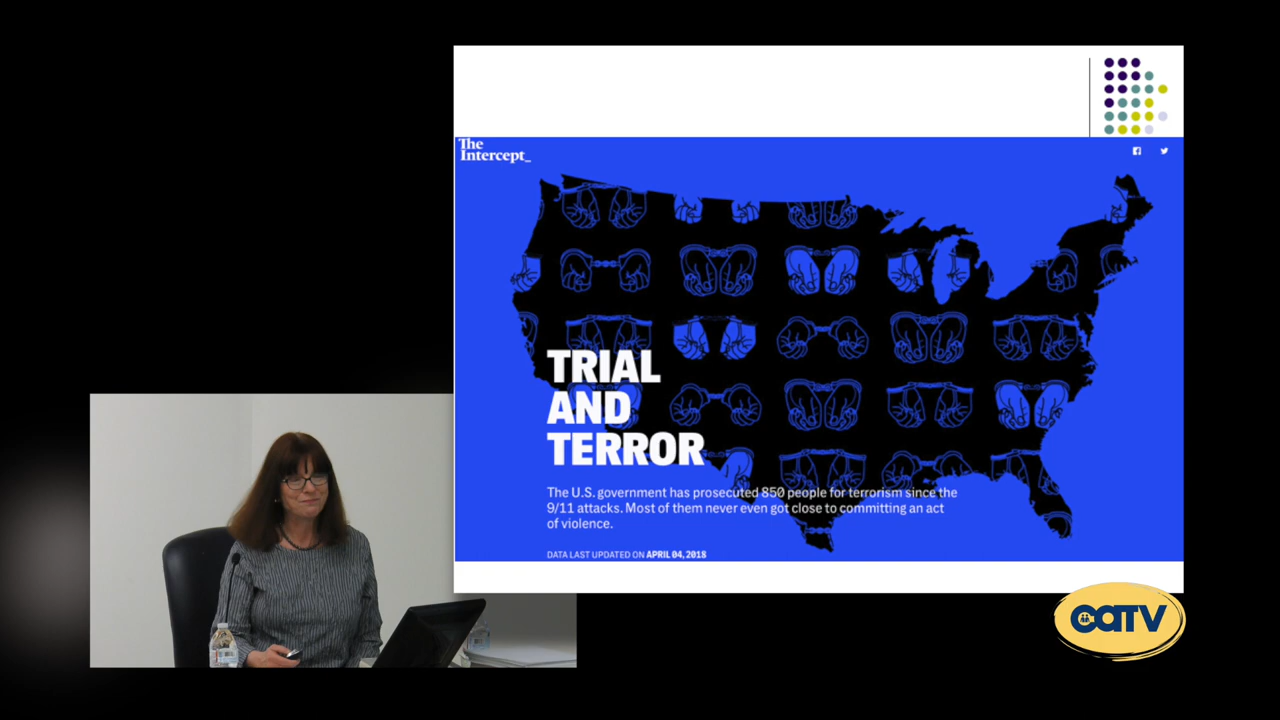 The
Intercept_
TRIAL
AND
TERROR
The U.S. government has prosecuted 850 people for terrorism since the
9/11 attacks. Most of them never even got close to committing an act
of violence.
DATA LAST UPDATED ON APRIL 04, 2018
CATV